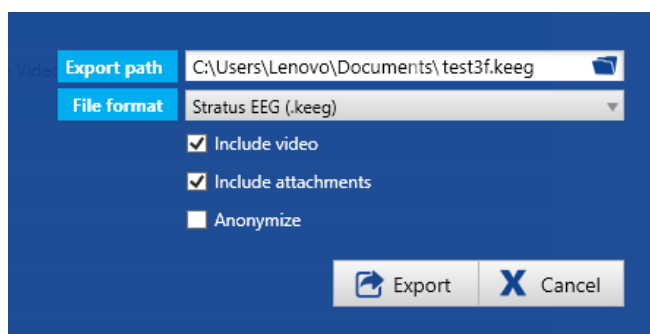 Export path C:\Users\Lenovo\Documents\ test3f.keeg
File format Stratus EEG (.keeg)
Include video
Include attachments
Anonymize
Export Cancel